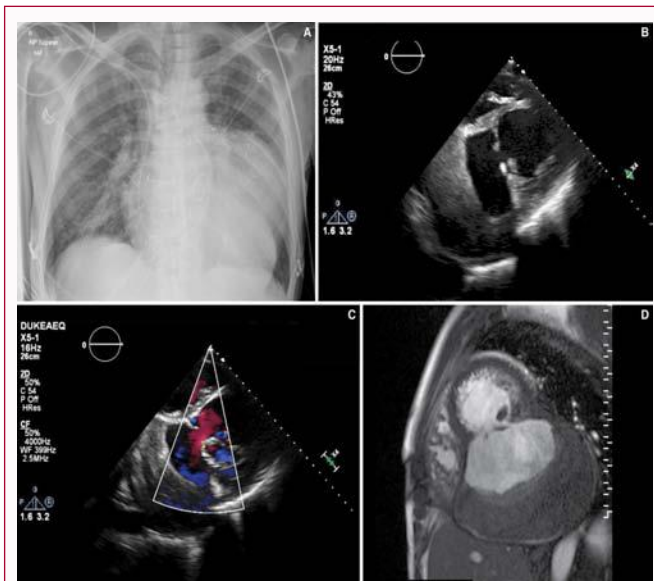 A
B
X5-1
20Hz
26cm
2D
43%
C 54
P Off
HRes
P
1.6 3.2
C
DUKEAEQ
X5-1
16Hz
26cm
2D
50%
C 54
P Off
HRes
CF
50%
4000Hz
WF 399Hz
2.5MHz
P
1.6 3.2
D